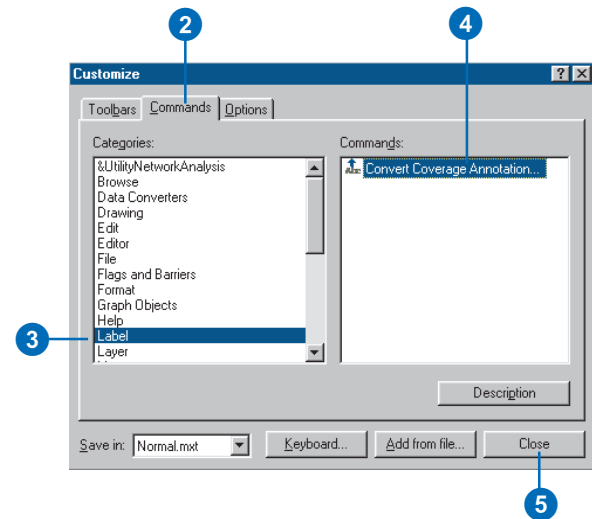 2
4
Customize
Toolbars Commands Options
Categories:
Commands:
&UtilityNetworkAnalysis
Browse
Data Converters
Drawing
Edit
Editor
File
Flags and Barriers
Format
Graph Objects
Help
Label
Layer
Convert Coverage Annotation...
3
Description
Save in: Normal.mxt Keyboard... Add from file... Close
5